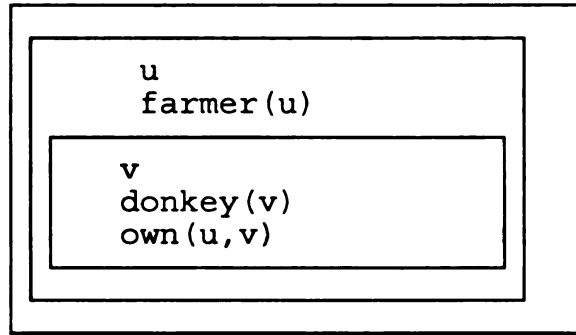 u
farmer(u)
v
donkey(v)
own(u,v)